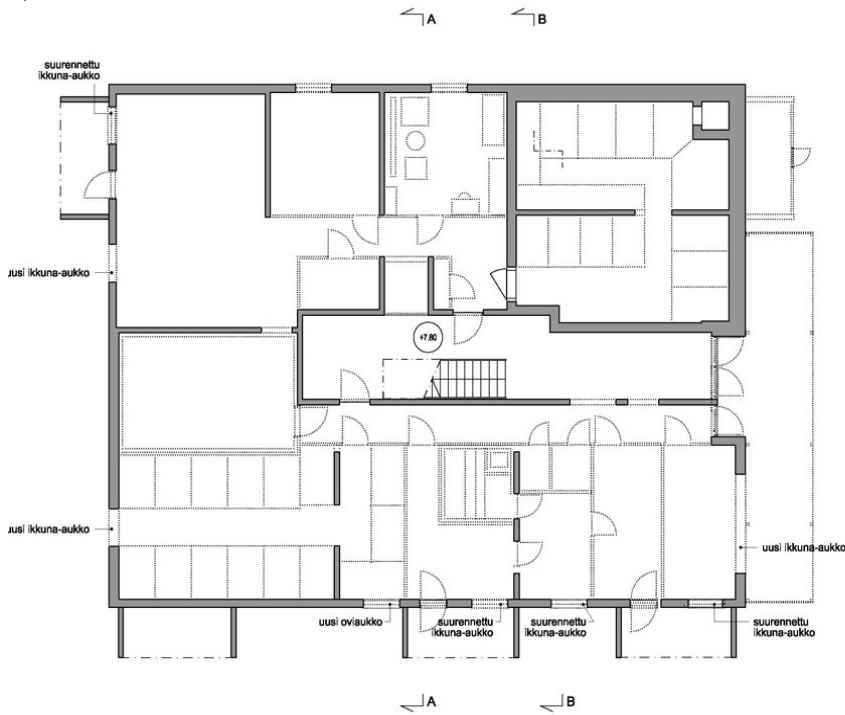 A
B
suurennettu
ikkuna-aukko
uusi ikkuna-aukko
+7.80
uusi ikkuna-aukko
uusi ikkuna-aukko
uusi oviaukko
suurennettu
ikkuna-aukko
suurennettu
ikkuna-aukko
suurennettu
ikkuna-aukko
A
B